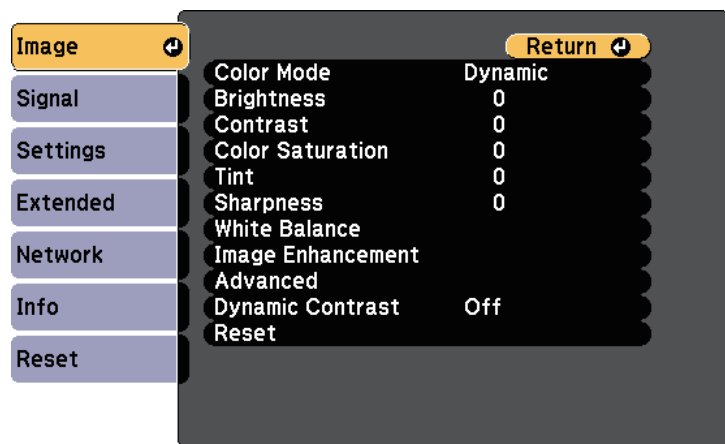 Image
Signal
Settings
Extended
Network
Info
Reset
Return
Color Mode Dynamic
Brightness 0
Contrast 0
Color Saturation 0
Tint 0
Sharpness 0
White Balance
Image Enhancement
Advanced
Dynamic Contrast Off
Reset